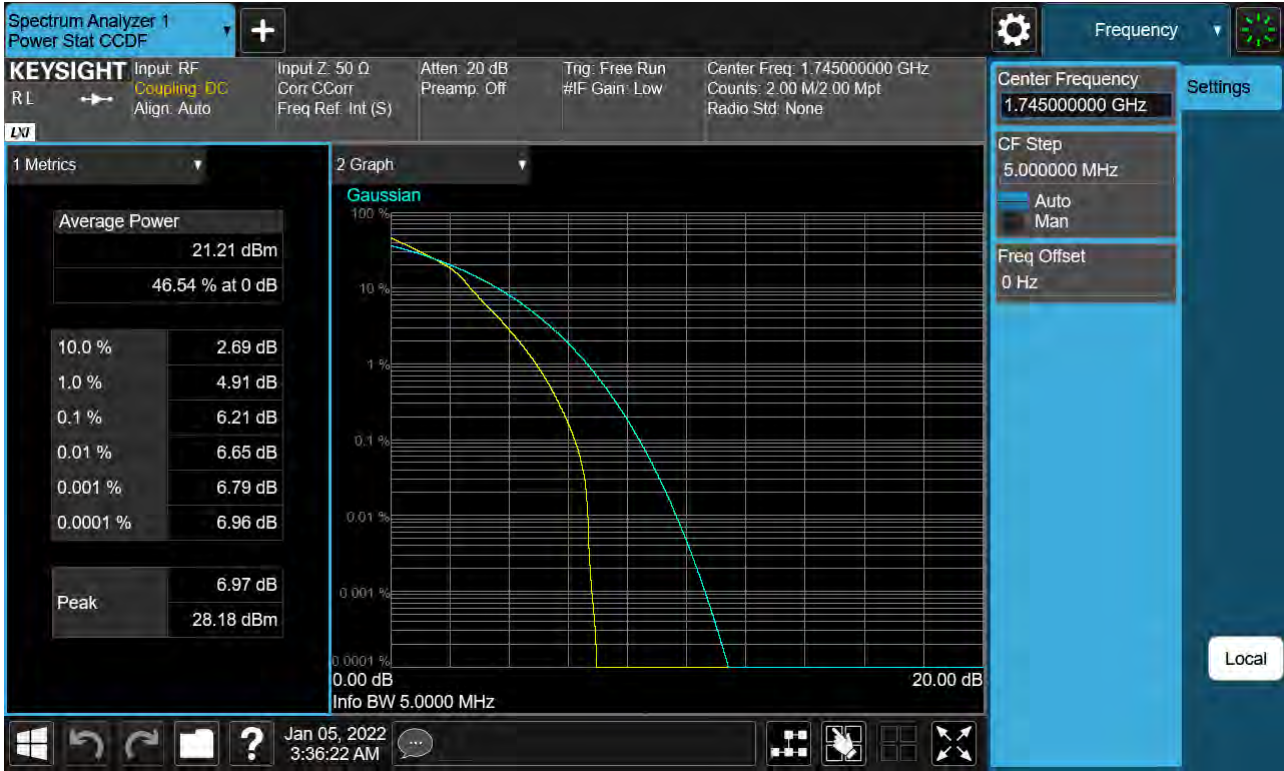 Spectrum Analyzer 1
Power Stat CCDF
Frequency
KEYSIGHT
R L
LXI
Input: RF
Coupling: DC
Align: Auto
Input Z: 50 Ω
Corr CCorr
Freq Ref: Int (S)
Atten: 20 dB
Preamp: Off
Trig: Free Run
#IF Gain: Low
Center Freq: 1.745000000 GHz
Counts: 2.00 M/2.00 Mpt
Radio Std: None
Center Frequency
1.745000000 GHz
Settings
CF Step
5.000000 MHz
Auto
Man
Freq Offset
0 Hz
Local
1 Metrics
Average Power
21.21 dBm
46.54 % at 0 dB
10.0 % 2.69 dB
1.0 % 4.91 dB
0.1 % 6.21 dB
0.01 % 6.65 dB
0.001 % 6.79 dB
0.0001 % 6.96 dB
Peak
6.97 dB
28.18 dBm
2 Graph
Gaussian
100 %
10 %
1 %
0.1 %
0.01 %
0.001 %
0.0001 %
0.00 dB 20.00 dB
Info BW 5.0000 MHz
?
Jan 05, 2022
3:36:22 AM